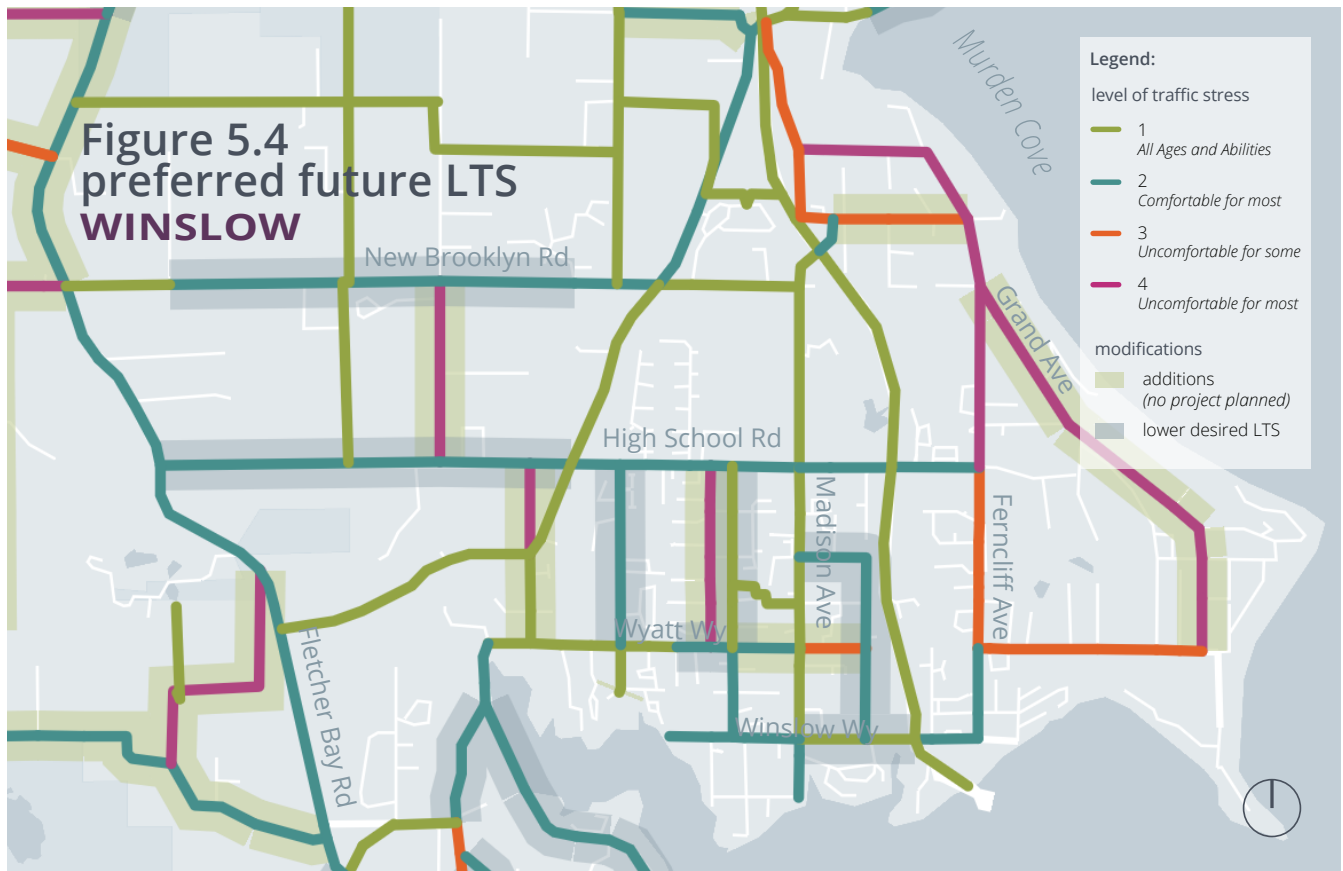 Figure 5.4
preferred future LTS
WINSLOW
Murden Cove
Legend:
level of traffic stress
1
All Ages and Abilities
2
Comfortable for most
3
Uncomfortable for some
4
Uncomfortable for most
modifications
additions
(no project planned)
lower desired LTS
New Brooklyn Rd
Grand Ave
High School Rd
Madison Ave
Ferncliff Ave
Wyatt Wy
Fletcher Bay Rd
Winslow Wy